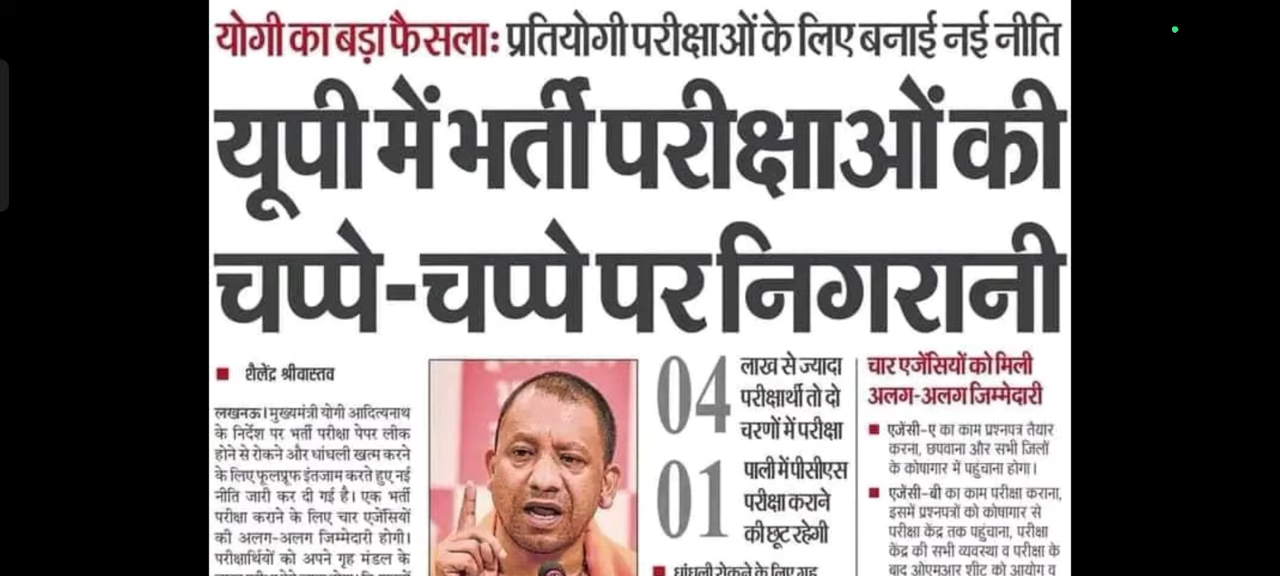 योगी का बड़ा फैसला: प्रतियोगी परीक्षाओं के लिए बनाई नई नीति
यूपी में भर्ती परीक्षाओं की
चप्पे-चप्पे पर निगरानी
■ शैलेंद्र श्रीवास्तव
लखनऊ। मुख्यमंत्री योगी आदित्यनाथ
के निर्देश पर भर्ती परीक्षा पेपर लीक
होने से रोकने और धांधली खत्म करने
के लिए फूलप्रूफ इंतजाम करते हुए नई
नीति जारी कर दी गई है। एक भर्ती
परीक्षा कराने के लिए चार एजेंसियों
की अलग-अलग जिम्मेदारी होगी।
परीक्षार्थियों को अपने गृह मंडल के
04
लाख से ज्यादा
परीक्षार्थी तो दो
चरणों में परीक्षा
01
पाली में पीसीएस
परीक्षा कराने
की छूट रहेगी
■ धांधली रोकने के लिए गृह
चार एजेंसियों को मिली
अलग-अलग जिम्मेदारी
■ एजेंसी-ए का काम प्रश्नपत्र तैयार
करना, छपवाना और सभी जिलों
के कोषागार में पहुंचाना होगा।
■ एजेंसी-बी का काम परीक्षा कराना,
इसमें प्रश्नपत्रों को कोषागार से
परीक्षा केंद्र तक पहुंचाना, परीक्षा
केंद्र की सभी व्यवस्था व परीक्षा के
बाद ओएमआर शीट को आयोग व